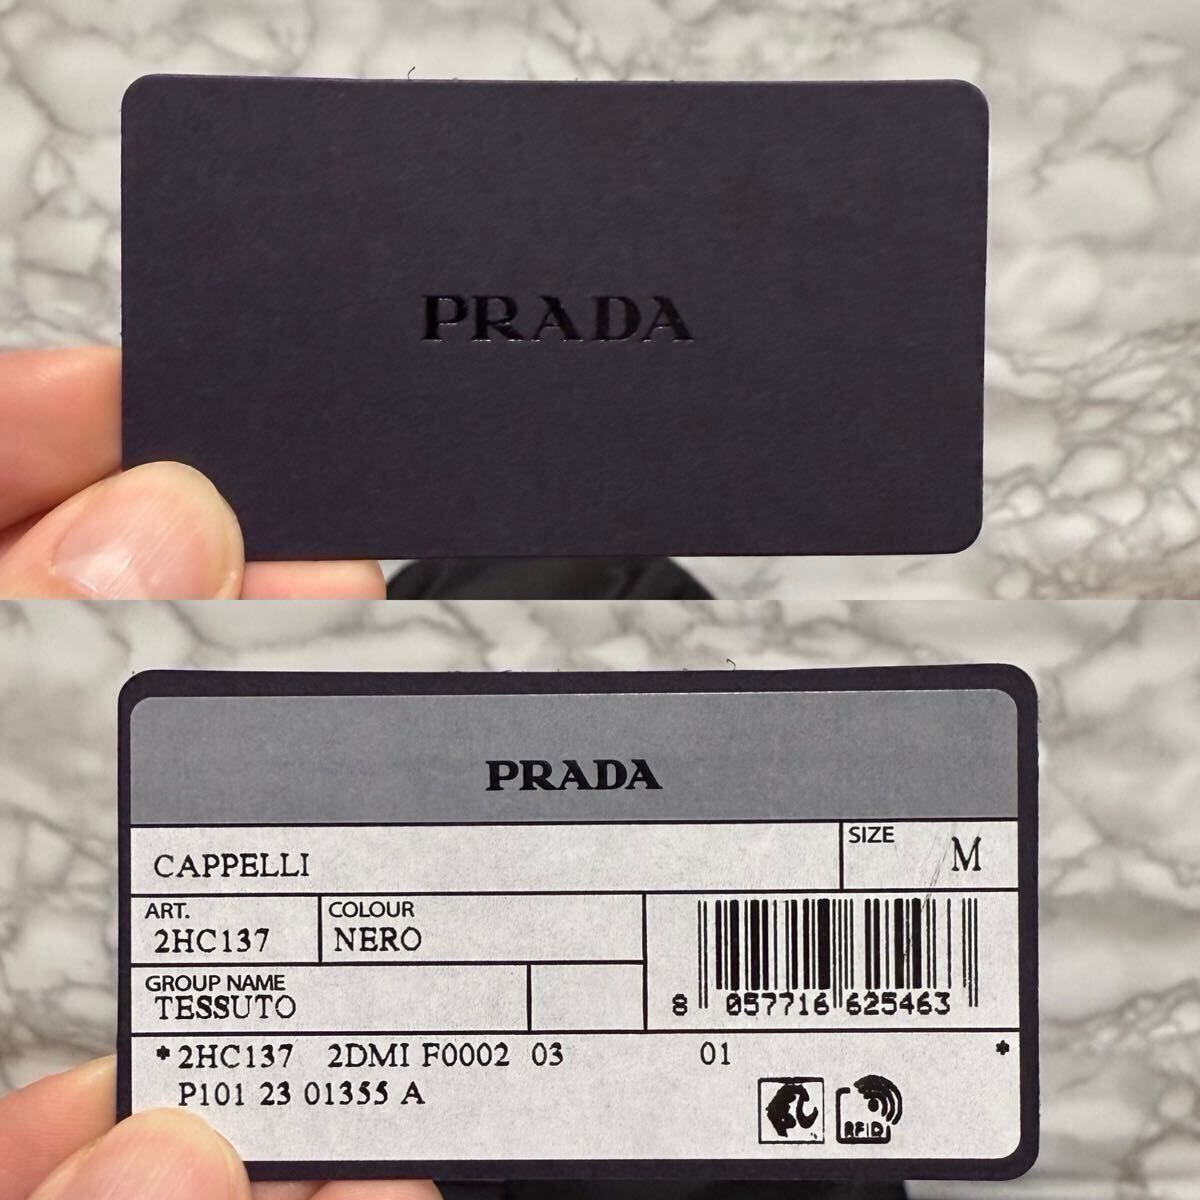 PRADA
PRADA
CAPPELLI
SIZE M
ART.
2HC137
COLOUR
NERO
GROUP NAME
TESSUTO
8 057716 625463
* 2HC137 2DMI F0002 03 01 *
P101 23 01355 A
RFID